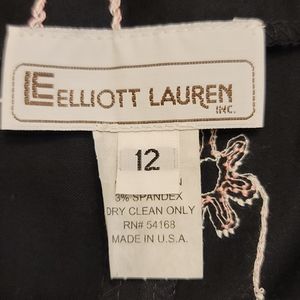 E ELLIOTT LAUREN
INC.
12
3% SPANDEX
DRY CLEAN ONLY
RN# 54168
MADE IN U.S.A.